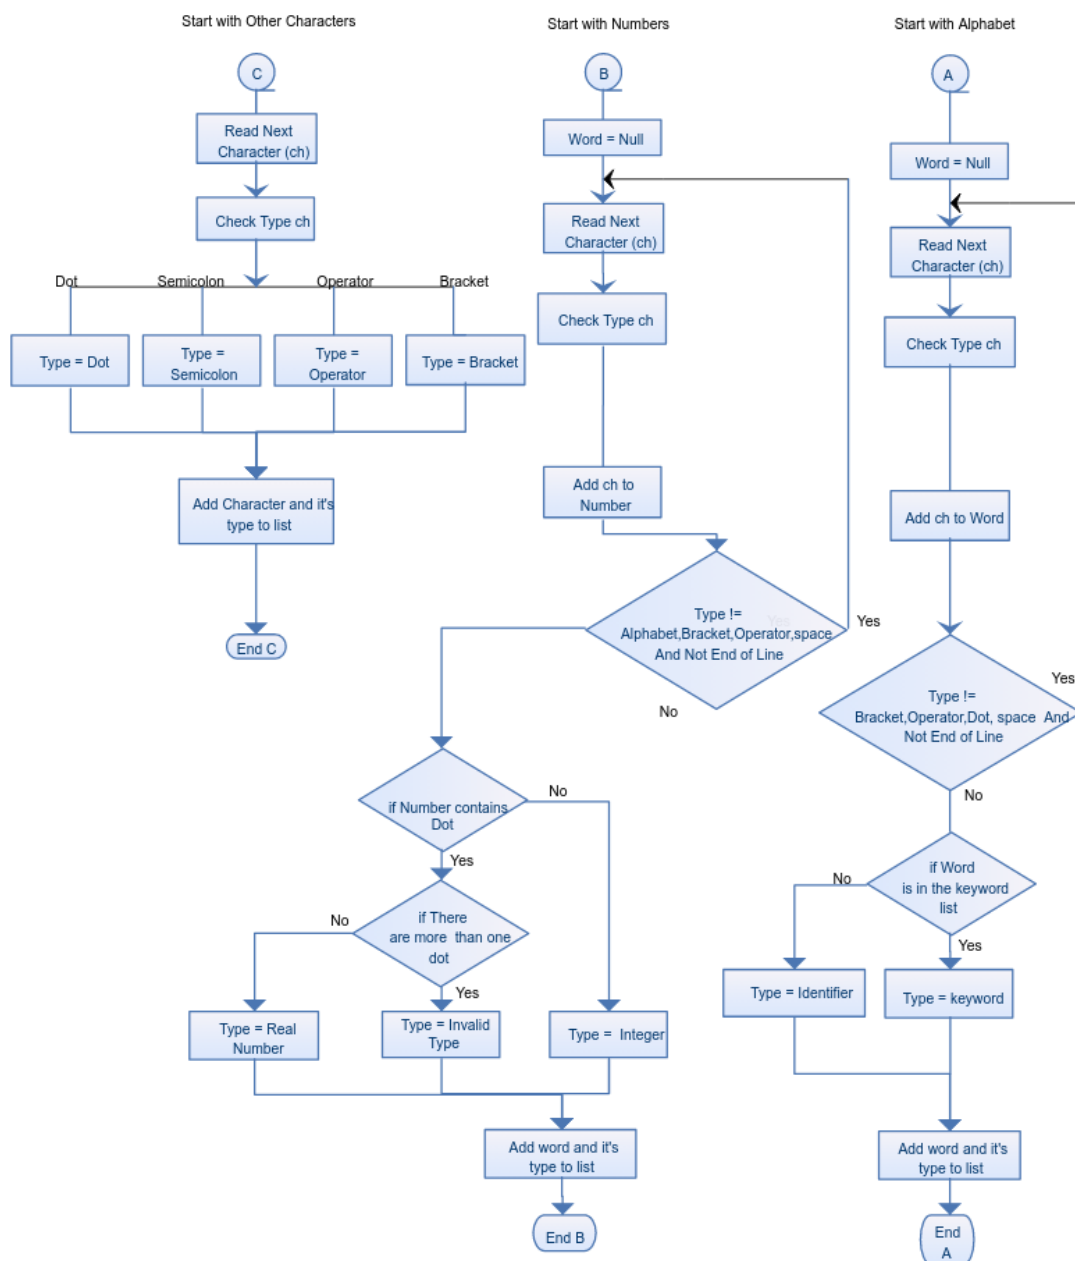 Start with Other Characters
C
Read Next
Character (ch)
Check Type ch
Dot
Semicolon
Operator
Bracket
Type = Dot
Type =
Semicolon
Type =
Operator
Type = Bracket
Add Character and it's
type to list
End C
Start with Numbers
B
Word = Null
Read Next
Character (ch)
Check Type ch
Add ch to
Number
Type !=
Alphabet,Bracket,Operator,space
And Not End of Line
Yes
Yes
No
if Number contains
Dot
No
Yes
if There
are more than one
dot
No
Yes
Type = Real
Number
Type = Invalid
Type
Type = Integer
Add word and it's
type to list
End B
Start with Alphabet
A
Word = Null
Read Next
Character (ch)
Check Type ch
Add ch to Word
Type !=
Bracket,Operator,Dot, space And
Not End of Line
Yes
No
if Word
is in the keyword
list
No
Yes
Type = Identifier
Type = keyword
Add word and it's
type to list
End
A